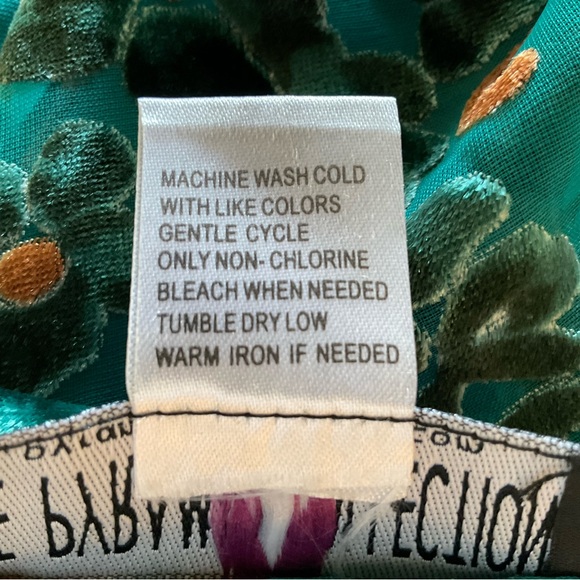 MACHINE WASH COLD
WITH LIKE COLORS
GENTLE CYCLE
ONLY NON- CHLORINE
BLEACH WHEN NEEDED
TUMBLE DRY LOW
WARM IRON IF NEEDED